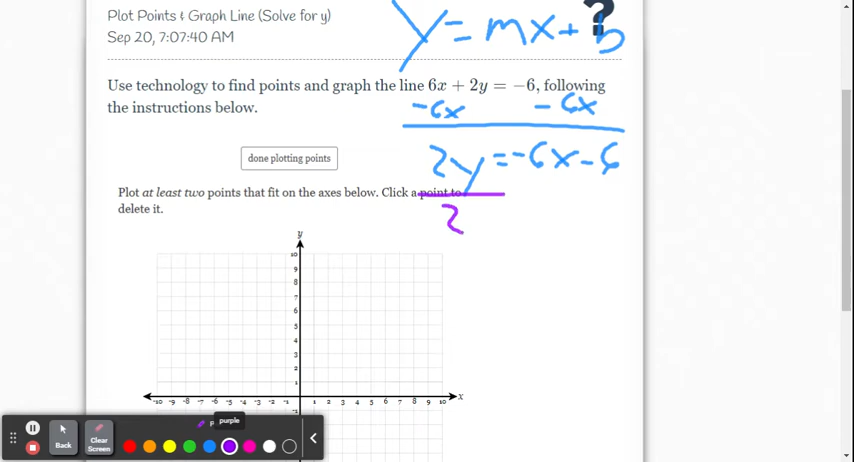 Plot Points & Graph Line (Solve for y)
Sep 20, 7:07:40 AM
?
y = mx + b
Use technology to find points and graph the line 6x + 2y = −6, following
the instructions below.
-6x -6x
2y = -6x - 6
2
done plotting points
Plot at least two points that fit on the axes below. Click a point to
delete it.
y
10
9
8
7
6
5
4
3
2
1
-10 -9 -8 -7 -6 -5 -4 -3 -2 -1 1 2 3 4 5 6 7 8 9 10 x
-1
purple
Back
Clear
Screen